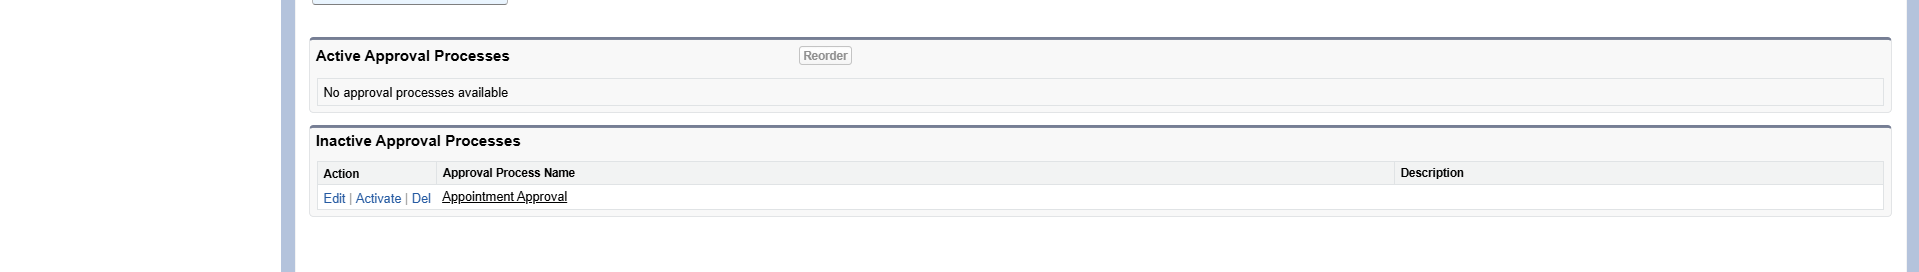 Active Approval Processes Reorder
No approval processes available
Inactive Approval Processes
Action Approval Process Name Description
Edit | Activate | Del Appointment Approval